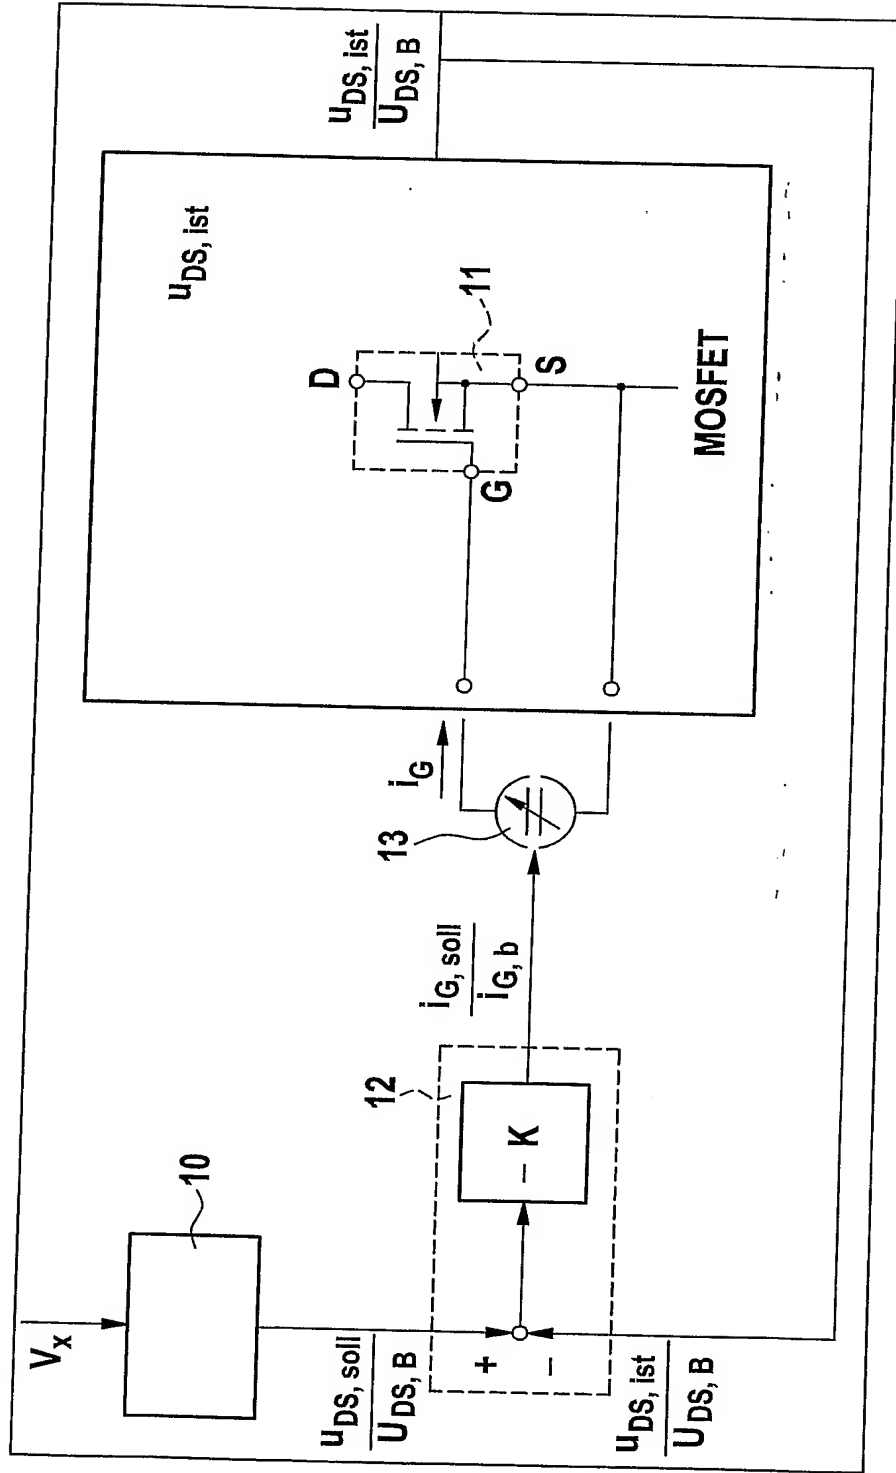 V_x
10
u_DS, soll
U_DS, B
+
−
u_DS, ist
U_DS, B
12
− K
i_G, soll
i_G, b
13
i_G
u_DS, ist
D
G
S
11
MOSFET
u_DS, ist
U_DS, B